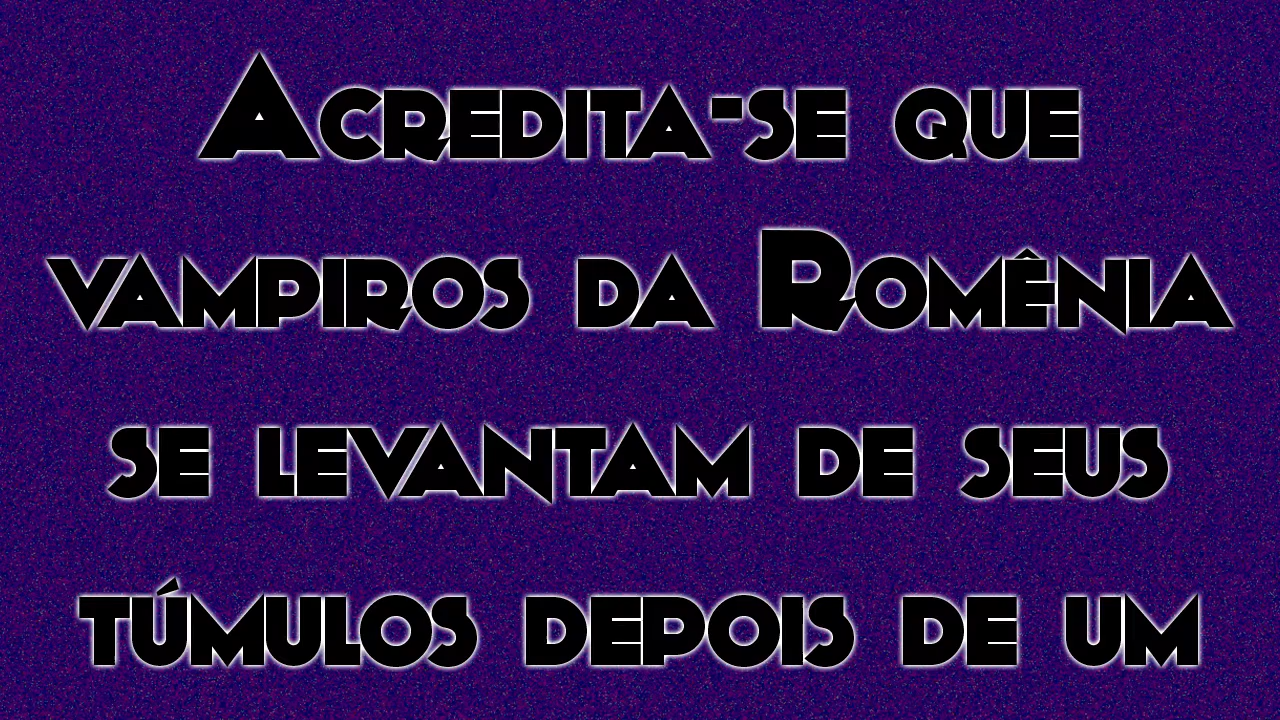 Acredita-se que
vampiros da Romênia
se levantam de seus
túmulos depois de um